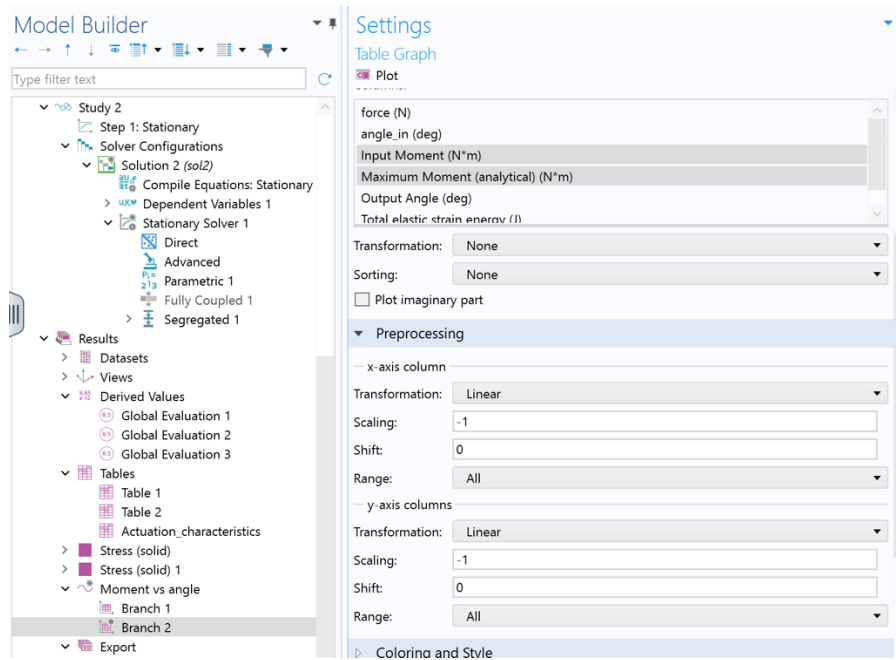 Model Builder
Type filter text
Study 2
Step 1: Stationary
Solver Configurations
Solution 2 (sol2)
Compile Equations: Stationary
Dependent Variables 1
Stationary Solver 1
Direct
Advanced
Parametric 1
Fully Coupled 1
Segregated 1
Results
Datasets
Views
Derived Values
Global Evaluation 1
Global Evaluation 2
Global Evaluation 3
Tables
Table 1
Table 2
Actuation_characteristics
Stress (solid)
Stress (solid) 1
Moment vs angle
Branch 1
Branch 2
Export
Settings
Table Graph
Plot
force (N)
angle_in (deg)
Input Moment (N*m)
Maximum Moment (analytical) (N*m)
Output Angle (deg)
Total elastic strain energy (J)
Transformation: None
Sorting: None
Plot imaginary part
Preprocessing
x-axis column
Transformation: Linear
Scaling: -1
Shift: 0
Range: All
y-axis columns
Transformation: Linear
Scaling: -1
Shift: 0
Range: All
Coloring and Style